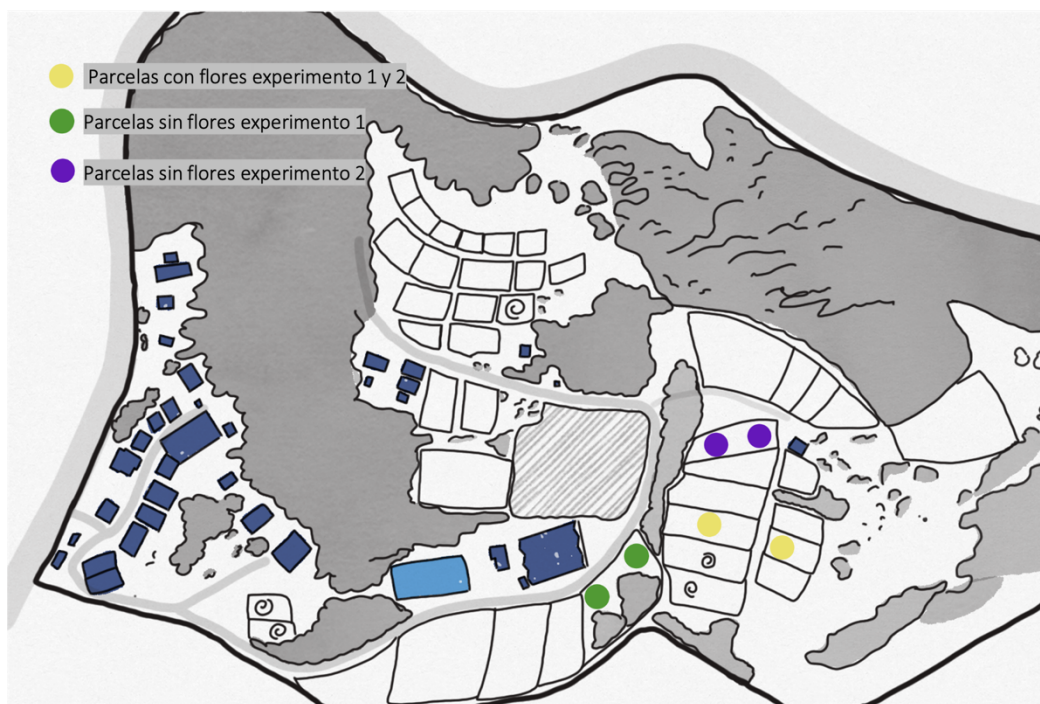 Parcelas con flores experimento 1 y 2
Parcelas sin flores experimento 1
Parcelas sin flores experimento 2